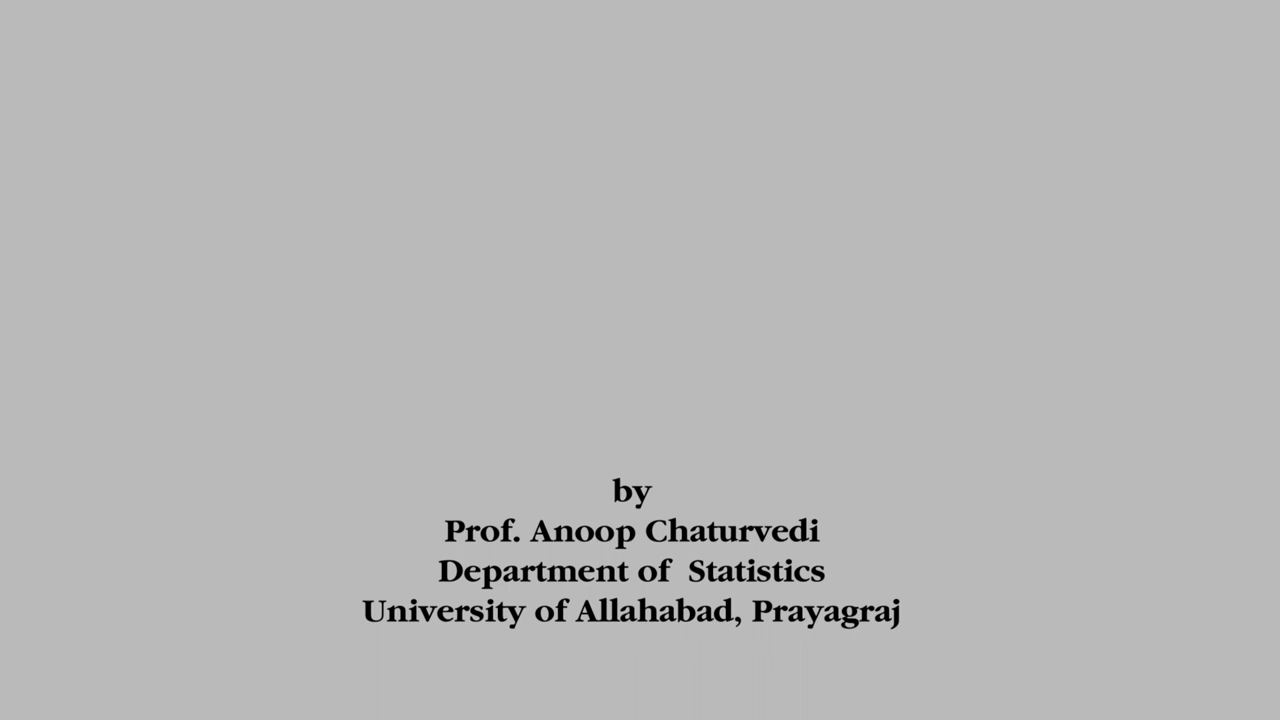 by
Prof. Anoop Chaturvedi
Department of Statistics
University of Allahabad, Prayagraj